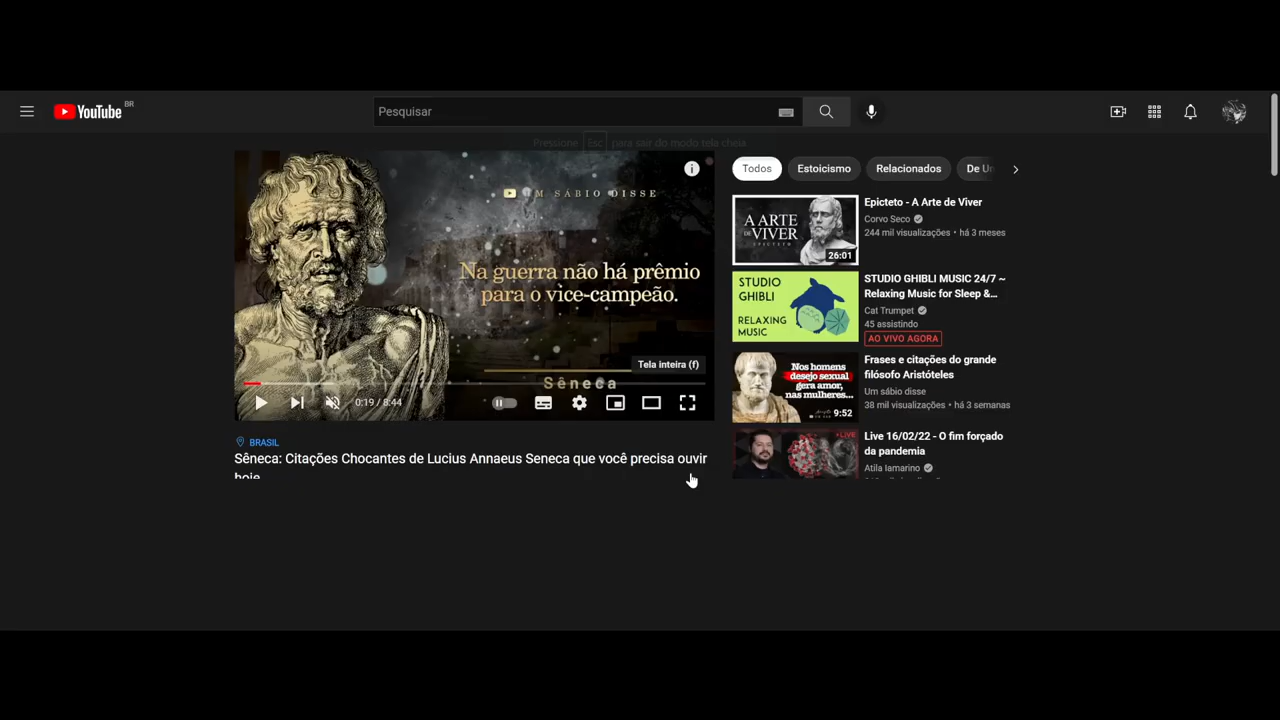 YouTube BR
Pesquisar
Pressione Esc para sair do modo tela cheia
UM SÁBIO DISSE
Na guerra não há prêmio
para o vice-campeão.
Tela inteira (f)
Sêneca
0:19 / 8:44
BRASIL
Sêneca: Citações Chocantes de Lucius Annaeus Seneca que você precisa ouvir
hoje
Todos
Estoicismo
Relacionados
De Un
A ARTE
DE VIVER
EPICTETO
26:01
Epicteto - A Arte de Viver
Corvo Seco
244 mil visualizações • há 3 meses
STUDIO
GHIBLI
RELAXING
MUSIC
STUDIO GHIBLI MUSIC 24/7 ~
Relaxing Music for Sleep &...
Cat Trumpet
45 assistindo
AO VIVO AGORA
Nos homens
desejo sexual
gera amor,
nas mulheres...
9:52
Frases e citações do grande
filósofo Aristóteles
Um sábio disse
38 mil visualizações • há 3 semanas
LIVE
Live 16/02/22 - O fim forçado
da pandemia
Atila Iamarino